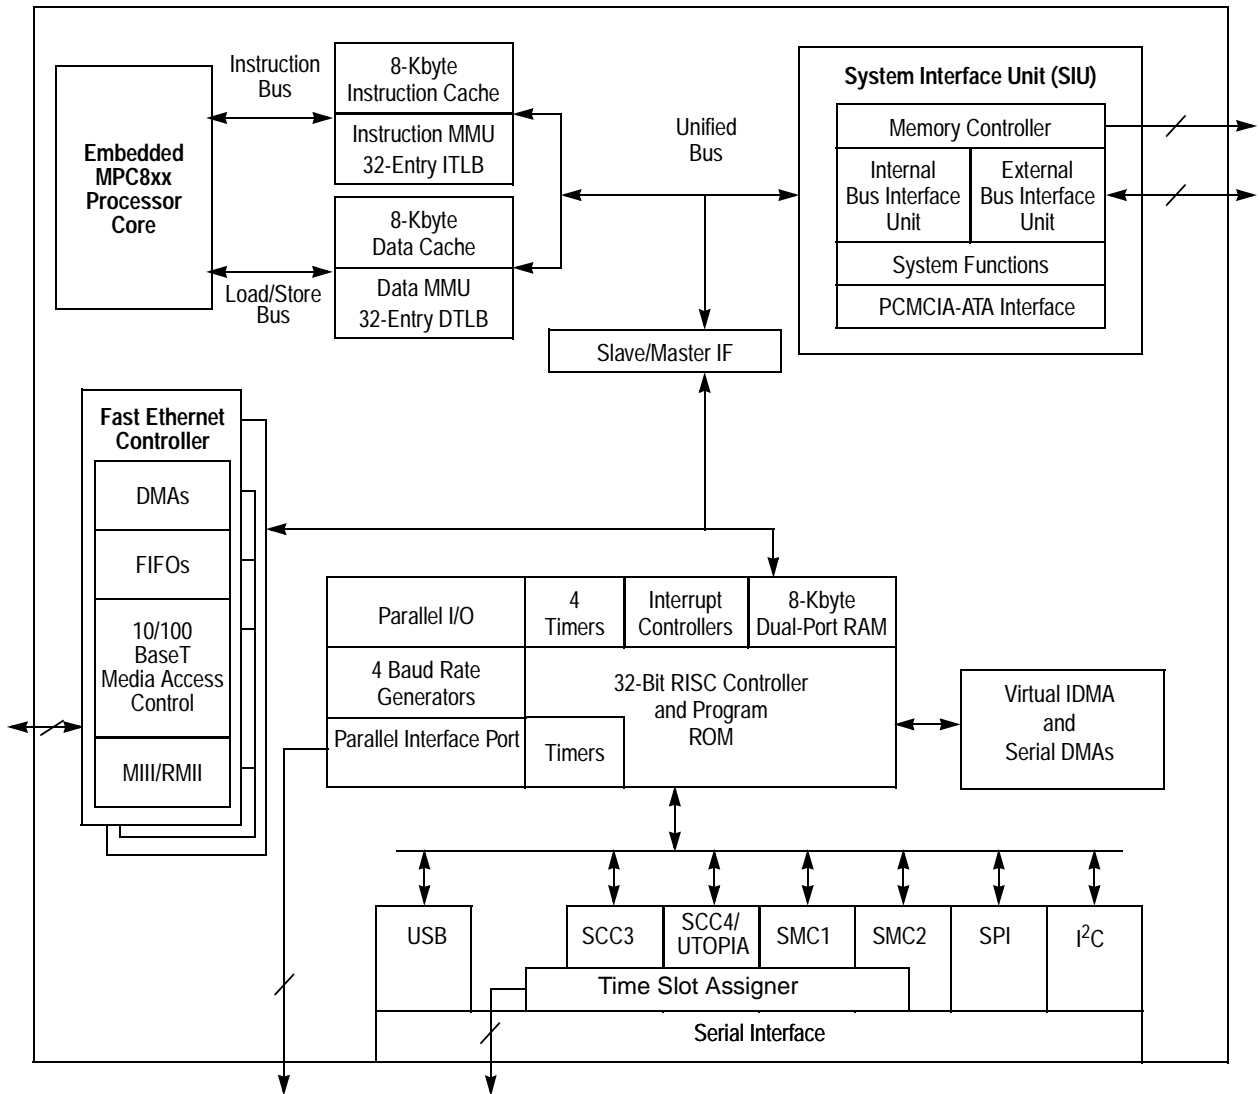 Instruction
Bus
8-Kbyte
Instruction Cache
Instruction MMU
32-Entry ITLB
Embedded
MPC8xx
Processor
Core
8-Kbyte
Data Cache
Data MMU
32-Entry DTLB
Load/Store
Bus
Unified
Bus
System Interface Unit (SIU)
Memory Controller
Internal
Bus Interface
Unit
External
Bus Interface
Unit
System Functions
PCMCIA-ATA Interface
Slave/Master IF
Fast Ethernet
Controller
DMAs
FIFOs
10/100
BaseT
Media Access
Control
MIII/RMII
Parallel I/O
4
Timers
Interrupt
Controllers
8-Kbyte
Dual-Port RAM
4 Baud Rate
Generators
32-Bit RISC Controller
and Program
ROM
Parallel Interface Port
Timers
Virtual IDMA
and
Serial DMAs
USB
SCC3
SCC4/
UTOPIA
SMC1
SMC2
SPI
I²C
Time Slot Assigner
Serial Interface